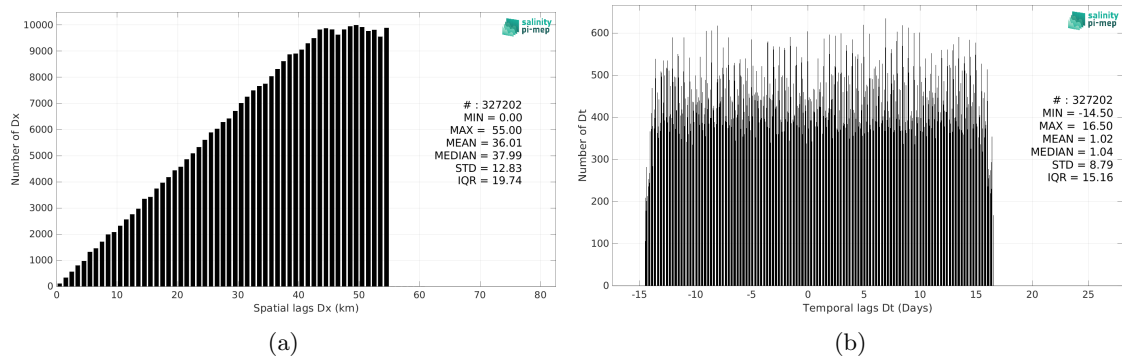 10000
9000
8000
7000
6000
5000
4000
3000
2000
1000
0
Number of Dx
0 10 20 30 40 50 60 70 80
Spatial lags Dx (km)
salinity
pi-mep
# : 327202
MIN = 0.00
MAX = 55.00
MEAN = 36.01
MEDIAN = 37.99
STD = 12.83
IQR = 19.74
(a)
600
500
400
300
200
100
0
Number of Dt
-15 -10 -5 0 5 10 15 20
Temporal lags Dt (Days)
salinity
pi-mep
# : 327202
MIN = -14.50
MAX = 16.50
MEAN = 1.02
MEDIAN = 1.04
STD = 8.79
IQR = 15.16
(b)